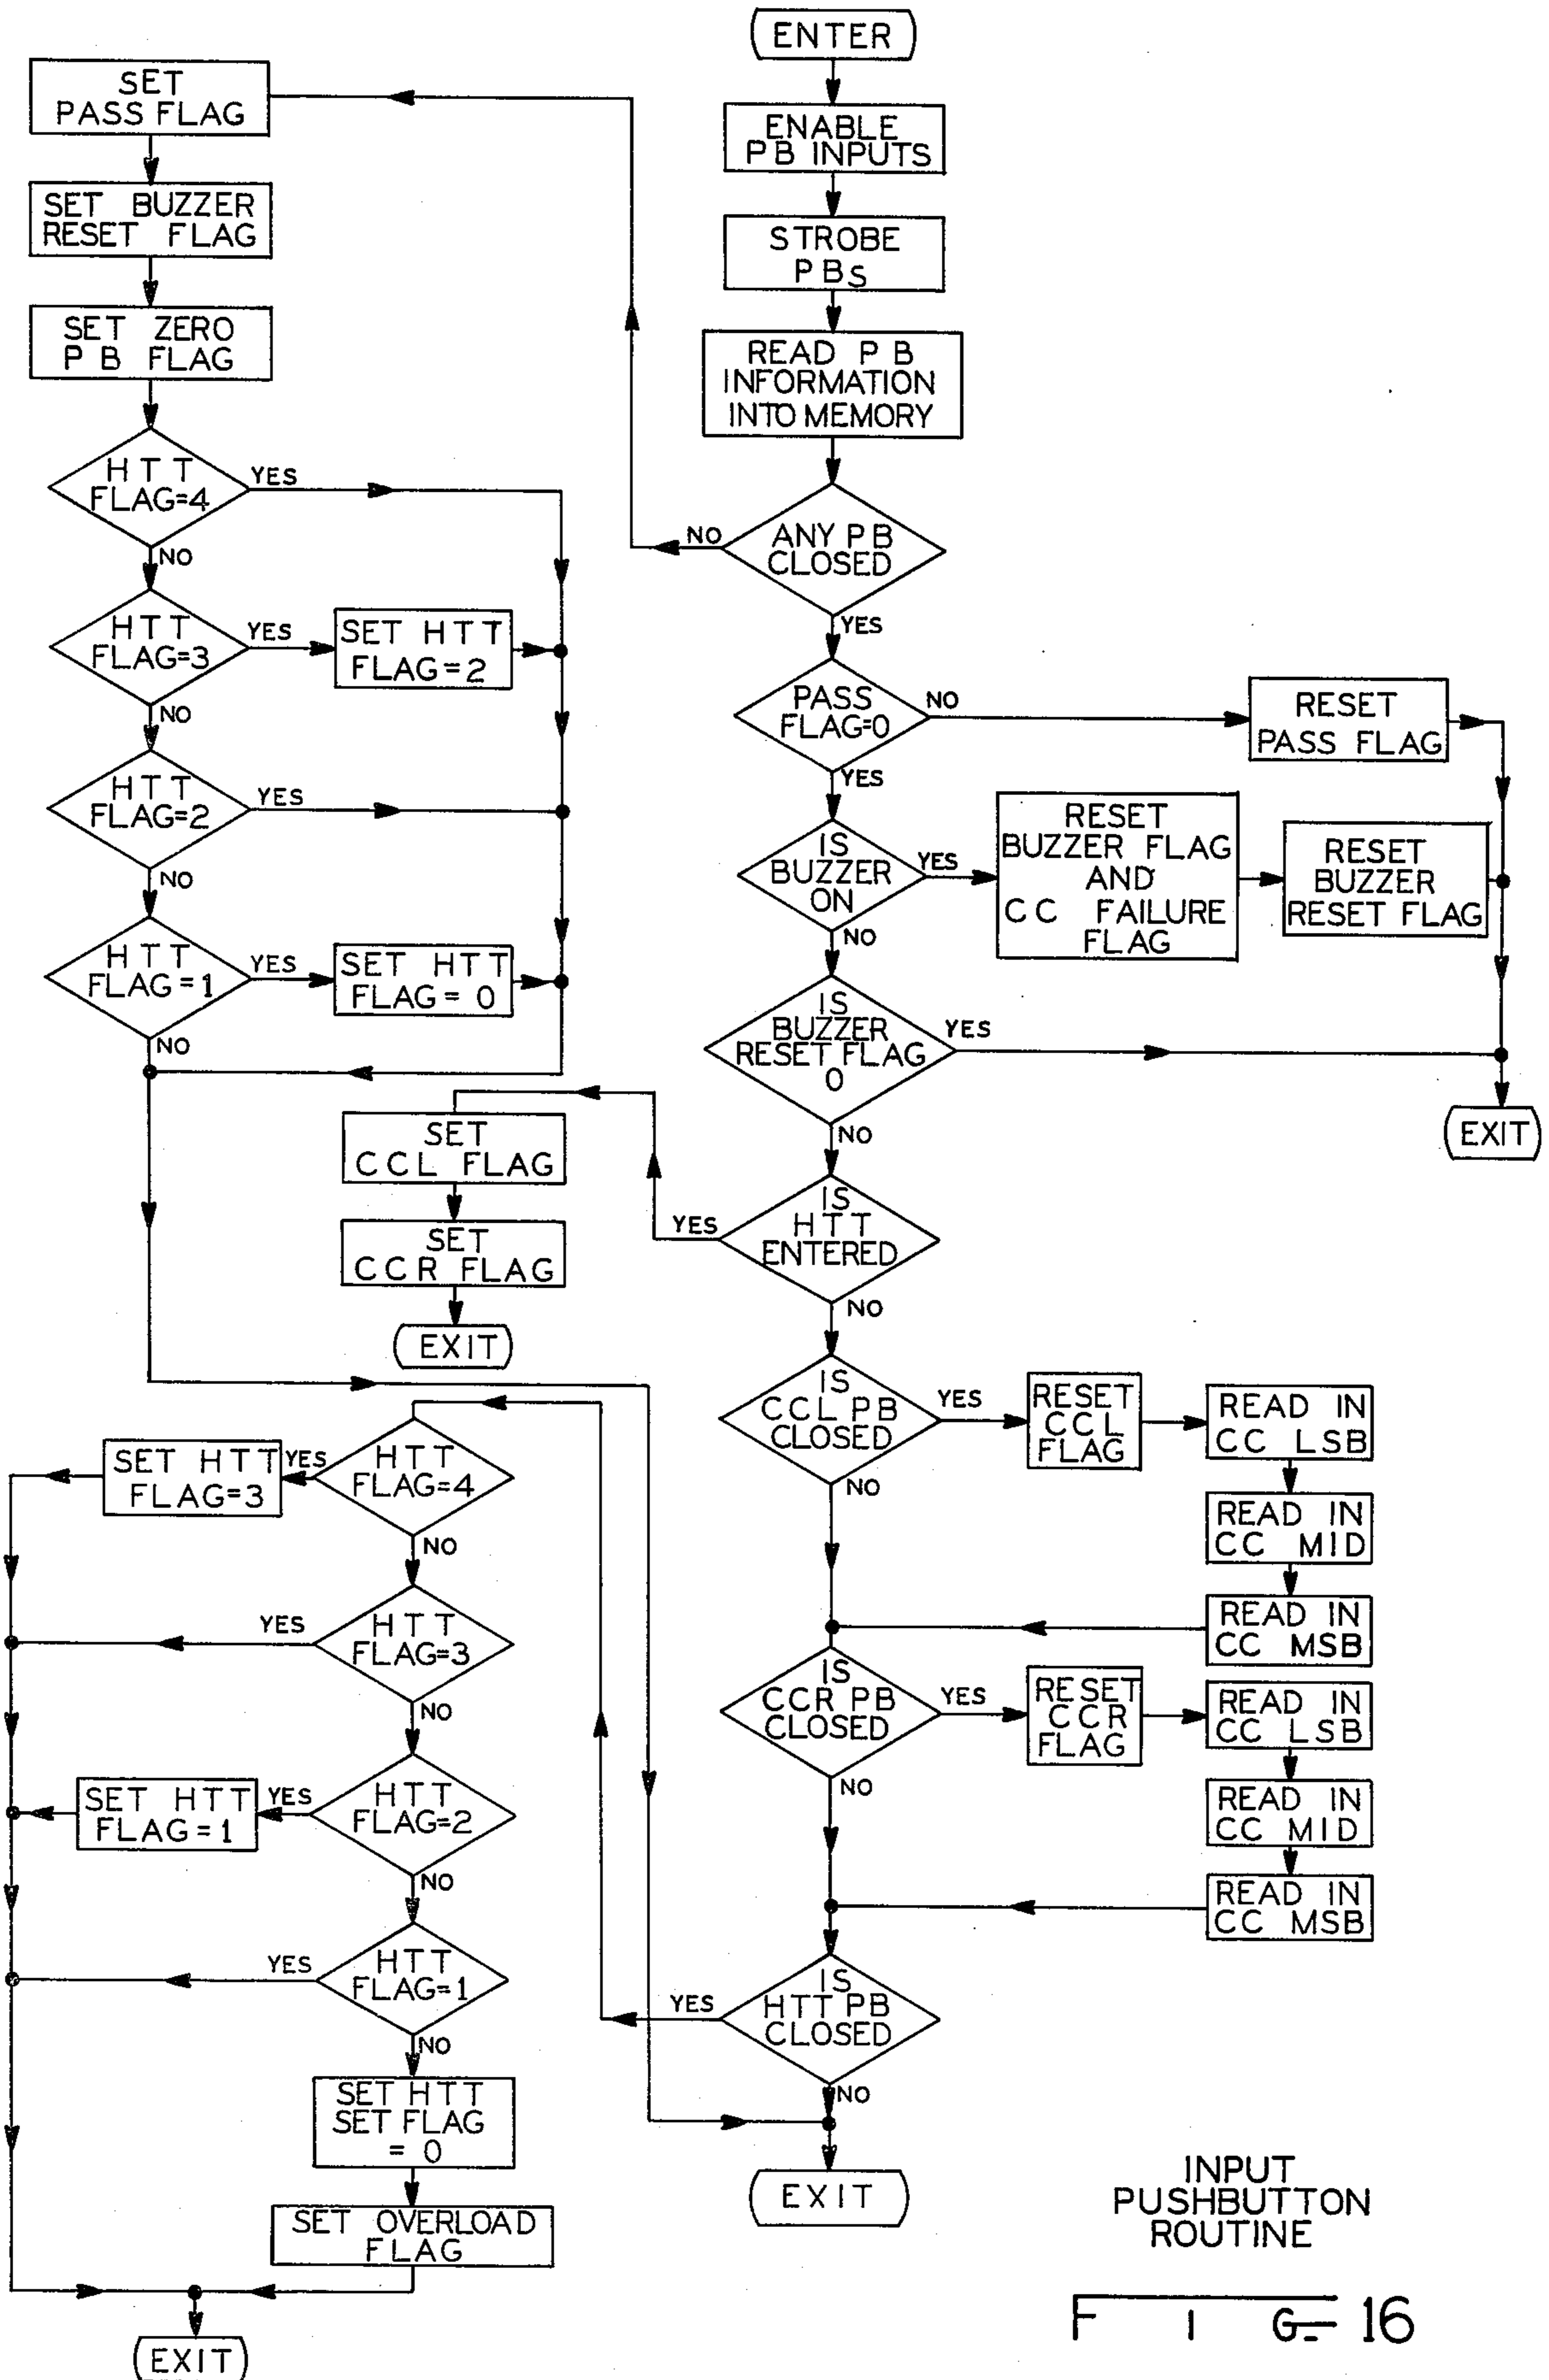 ENTER
ENABLE
PB INPUTS
STROBE
PBS
READ PB
INFORMATION
INTO MEMORY
ANY PB
CLOSED
NO
YES
SET
PASS FLAG
SET BUZZER
RESET FLAG
SET ZERO
PB FLAG
HTT
FLAG=4
YES
NO
HTT
FLAG=3
YES
SET HTT
FLAG=2
NO
HTT
FLAG=2
YES
NO
HTT
FLAG=1
YES
SET HTT
FLAG=0
NO
PASS
FLAG=0
NO
RESET
PASS FLAG
YES
IS
BUZZER
ON
YES
RESET
BUZZER FLAG
AND
CC FAILURE
FLAG
RESET
BUZZER
RESET FLAG
NO
IS
BUZZER
RESET FLAG
0
YES
EXIT
NO
IS
HTT
ENTERED
YES
SET
CCL FLAG
SET
CCR FLAG
EXIT
NO
IS
CCL PB
CLOSED
YES
RESET
CCL
FLAG
READ IN
CC LSB
READ IN
CC MID
READ IN
CC MSB
NO
IS
CCR PB
CLOSED
YES
RESET
CCR
FLAG
READ IN
CC LSB
READ IN
CC MID
READ IN
CC MSB
NO
IS
HTT PB
CLOSED
YES
NO
EXIT
HTT
FLAG=4
YES
SET HTT
FLAG=3
NO
HTT
FLAG=3
YES
NO
HTT
FLAG=2
YES
SET HTT
FLAG=1
NO
HTT
FLAG=1
YES
NO
SET HTT
SET FLAG
= 0
SET OVERLOAD
FLAG
EXIT
INPUT
PUSHBUTTON
ROUTINE
FIG-16